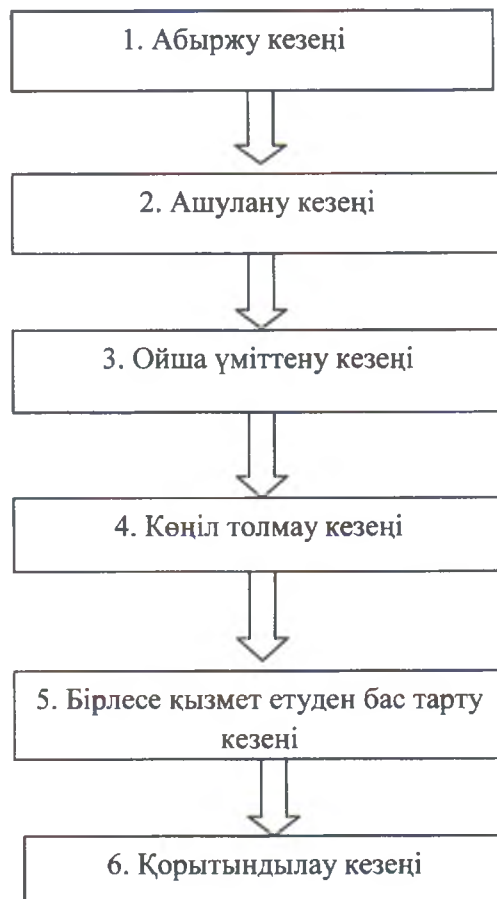 1. Абыржу кезеңі
2. Ашулану кезеңі
3. Ойша үміттену кезеңі
4. Көңіл толмау кезеңі
5. Бірлесе қызмет етуден бас тарту
кезеңі
6. Қорытындылау кезеңі